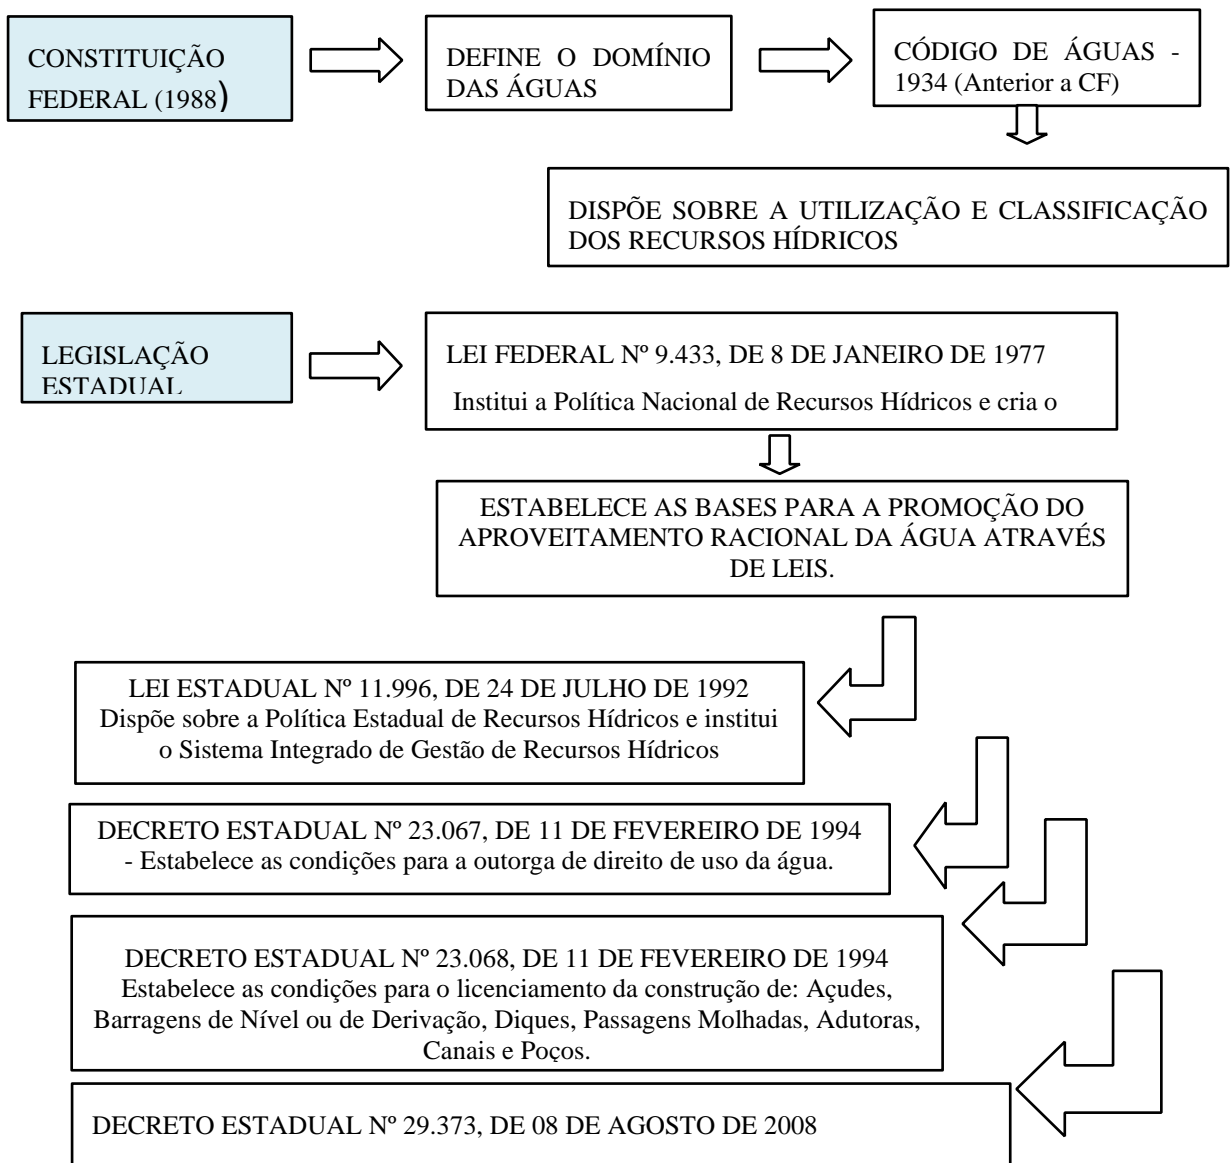 CONSTITUIÇÃO
FEDERAL (1988)
DEFINE O DOMÍNIO
DAS ÁGUAS
CÓDIGO DE ÁGUAS -
1934 (Anterior a CF)
DISPÕE SOBRE A UTILIZAÇÃO E CLASSIFICAÇÃO
DOS RECURSOS HÍDRICOS
LEGISLAÇÃO
ESTADUAL
LEI FEDERAL Nº 9.433, DE 8 DE JANEIRO DE 1977
Institui a Política Nacional de Recursos Hídricos e cria o
ESTABELECE AS BASES PARA A PROMOÇÃO DO
APROVEITAMENTO RACIONAL DA ÁGUA ATRAVÉS
DE LEIS.
LEI ESTADUAL Nº 11.996, DE 24 DE JULHO DE 1992
Dispõe sobre a Política Estadual de Recursos Hídricos e institui
o Sistema Integrado de Gestão de Recursos Hídricos
DECRETO ESTADUAL Nº 23.067, DE 11 DE FEVEREIRO DE 1994
- Estabelece as condições para a outorga de direito de uso da água.
DECRETO ESTADUAL Nº 23.068, DE 11 DE FEVEREIRO DE 1994
Estabelece as condições para o licenciamento da construção de: Açudes,
Barragens de Nível ou de Derivação, Diques, Passagens Molhadas, Adutoras,
Canais e Poços.
DECRETO ESTADUAL Nº 29.373, DE 08 DE AGOSTO DE 2008